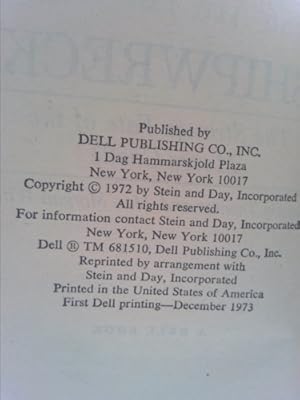 SHIPWRECK
Published by
DELL PUBLISHING CO., INC.
1 Dag Hammarskjold Plaza
New York, New York 10017
Copyright © 1972 by Stein and Day, Incorporated
All rights reserved.
For information contact Stein and Day, Incorporated
New York, New York 10017
Dell ® TM 681510, Dell Publishing Co., Inc.
Reprinted by arrangement with
Stein and Day, Incorporated
Printed in the United States of America
First Dell printing—December 1973
A DELL BOOK